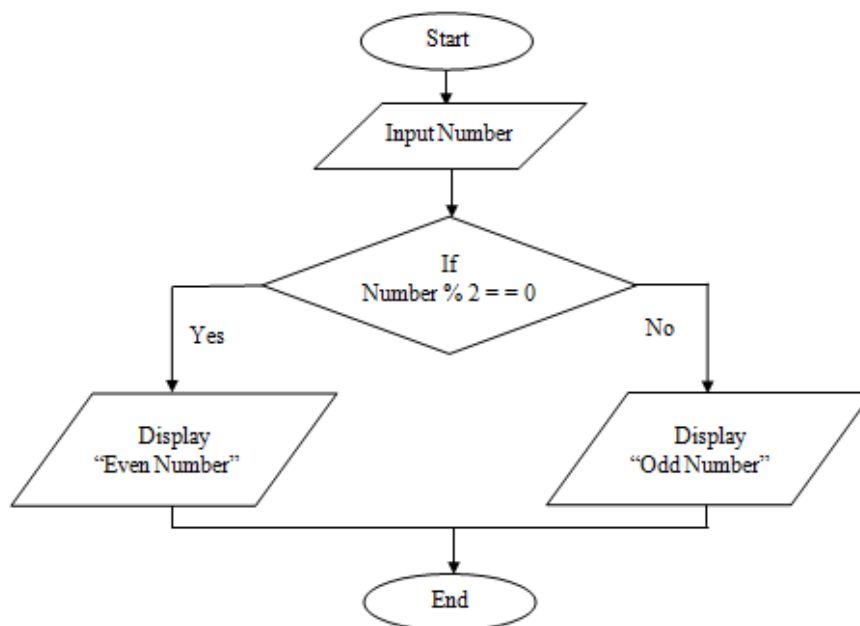 Start
Input Number
If
Number % 2 = = 0
Yes
No
Display
“Even Number”
Display
“Odd Number”
End